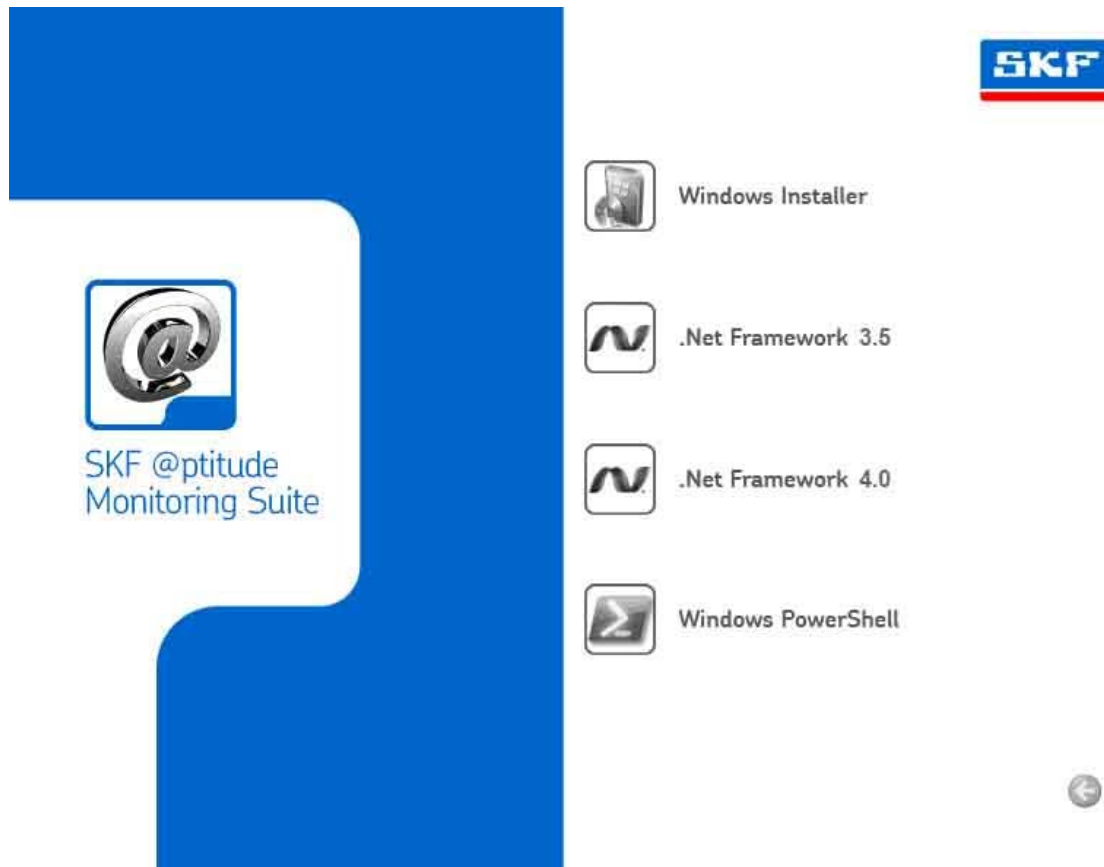 SKF
Windows Installer
.Net Framework 3.5
SKF @ptitude
Monitoring Suite
.Net Framework 4.0
Windows PowerShell